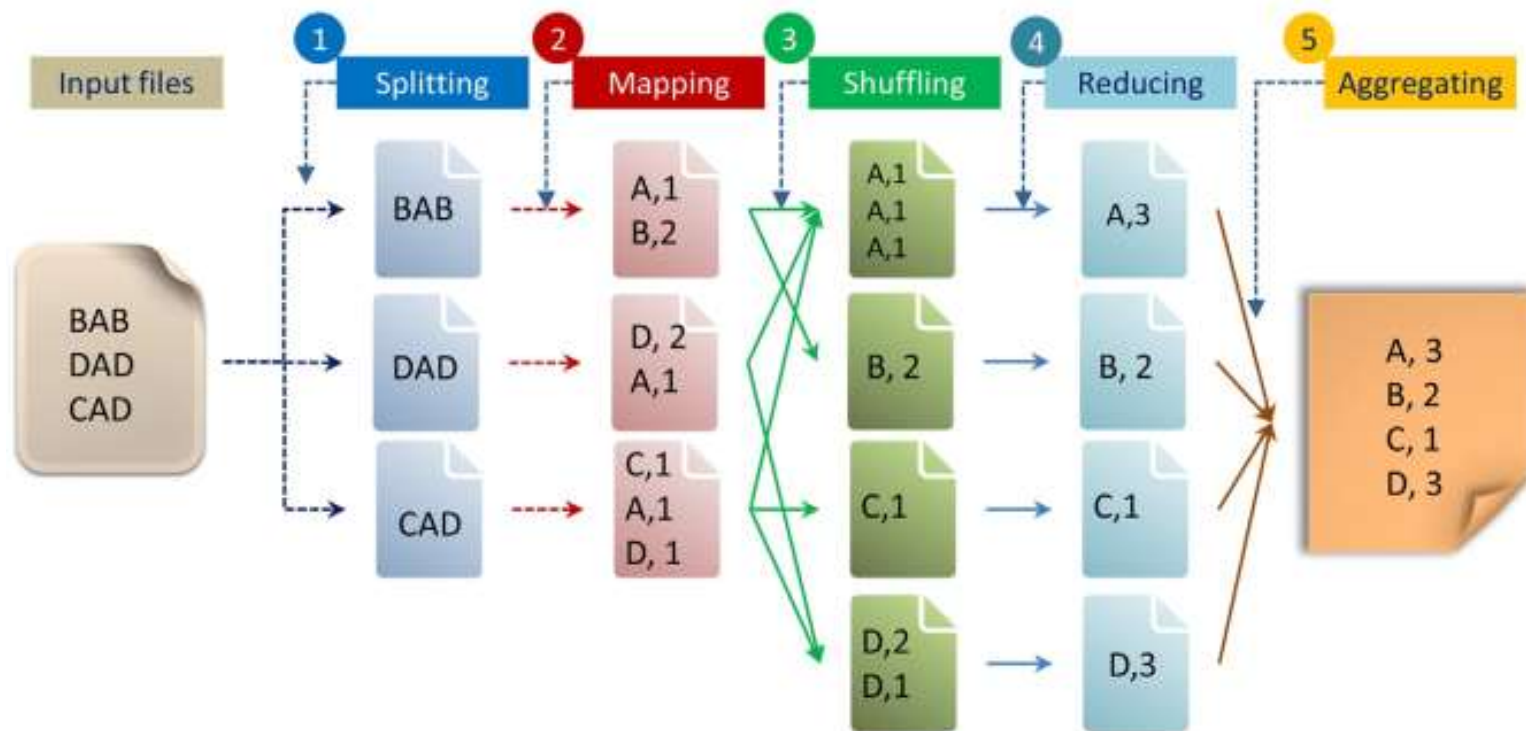 1
2
3
4
5
Input files
Splitting
Mapping
Shuffling
Reducing
Aggregating
BAB
DAD
CAD
BAB
DAD
CAD
A,1
B,2
D, 2
A,1
C,1
A,1
D, 1
A,1
A,1
A,1
B, 2
C,1
D,2
D,1
A,3
B, 2
C,1
D,3
A, 3
B, 2
C, 1
D, 3